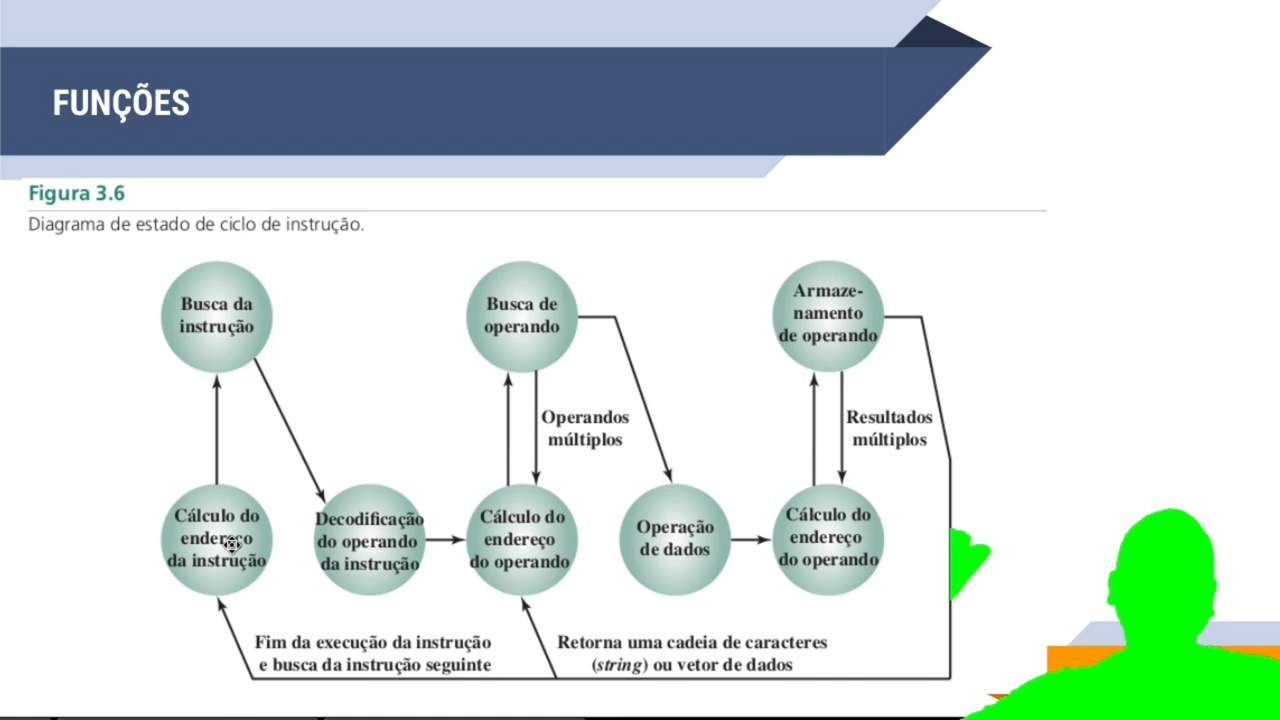 FUNÇÕES
Figura 3.6
Diagrama de estado de ciclo de instrução.
Busca da
instrução
Busca de
operando
Armaze-
namento
de operando
Operandos
múltiplos
Resultados
múltiplos
Cálculo do
endereço
da instrução
Decodificação
do operando
da instrução
Cálculo do
endereço
do operando
Operação
de dados
Cálculo do
endereço
do operando
Fim da execução da instrução
e busca da instrução seguinte
Retorna uma cadeia de caracteres
(string) ou vetor de dados